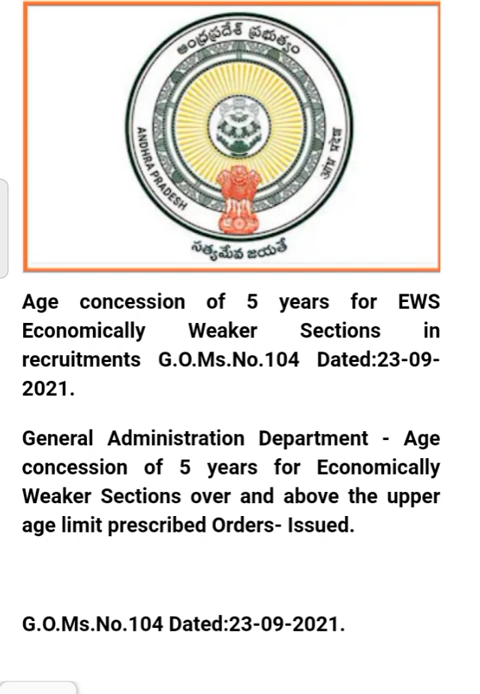 ఆంధ్రప్రదేశ్ ప్రభుత్వం
ANDHRA PRADESH
आंध्र प्रदेश
సత్యమేవ జయతే
Age concession of 5 years for EWS
Economically Weaker Sections in
recruitments G.O.Ms.No.104 Dated:23-09-
2021.
General Administration Department - Age
concession of 5 years for Economically
Weaker Sections over and above the upper
age limit prescribed Orders- Issued.
G.O.Ms.No.104 Dated:23-09-2021.